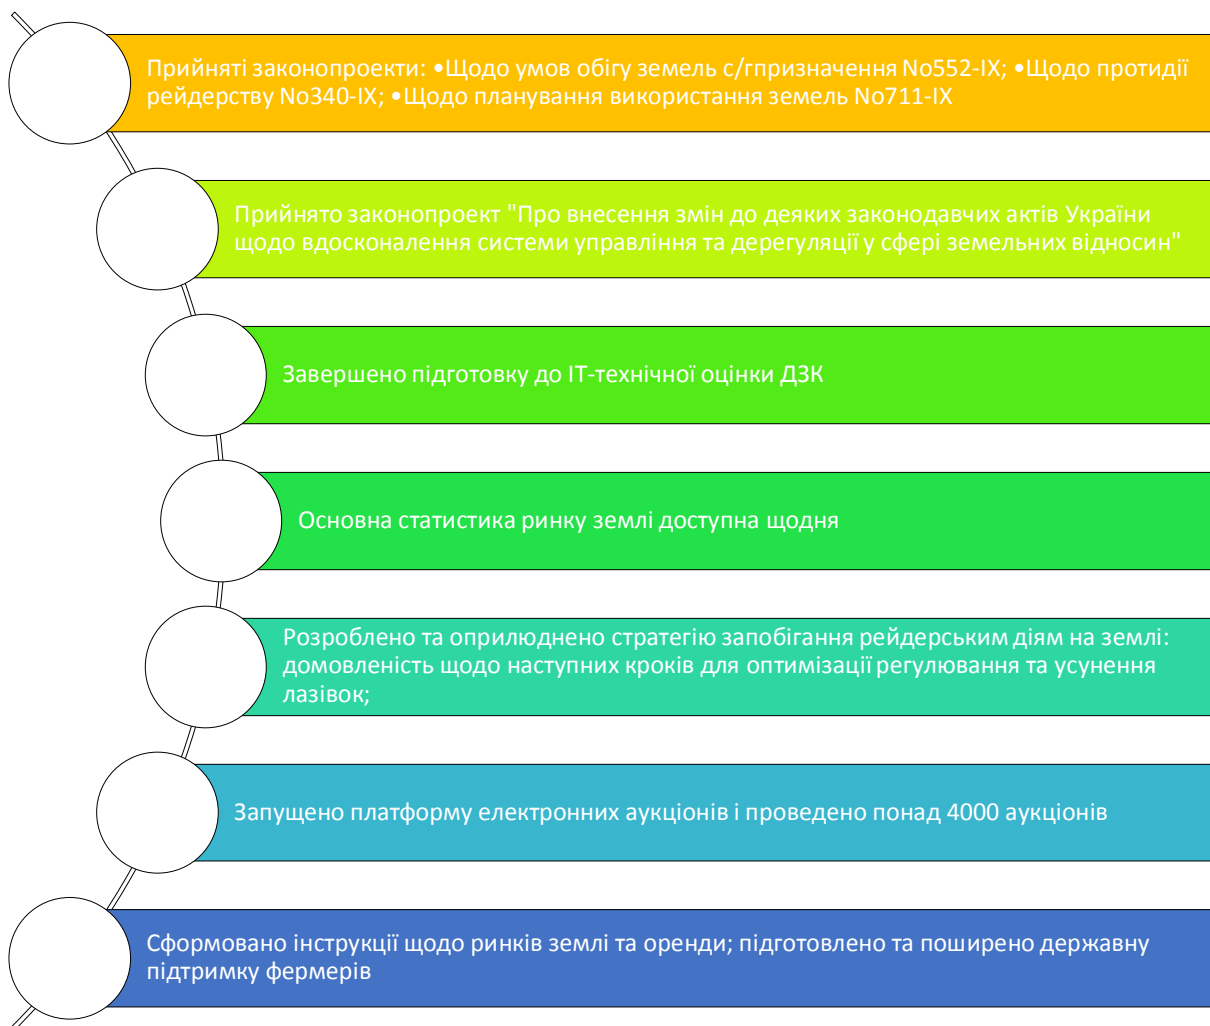 Прийняті законопроекти: •Щодо умов обігу земель с/гпризначення No552-IX; •Щодо протидії
рейдерству No340-IX; •Щодо планування використання земель No711-IX
Прийнято законопроект "Про внесення змін до деяких законодавчих актів України
щодо вдосконалення системи управління та дерегуляції у сфері земельних відносин"
Завершено підготовку до ІТ-технічної оцінки ДЗК
Основна статистика ринку землі доступна щодня
Розроблено та оприлюднено стратегію запобігання рейдерським діям на землі:
домовленість щодо наступних кроків для оптимізації регулювання та усунення
лазівок;
Запущено платформу електронних аукціонів і проведено понад 4000 аукціонів
Сформовано інструкції щодо ринків землі та оренди; підготовлено та поширено державну
підтримку фермерів